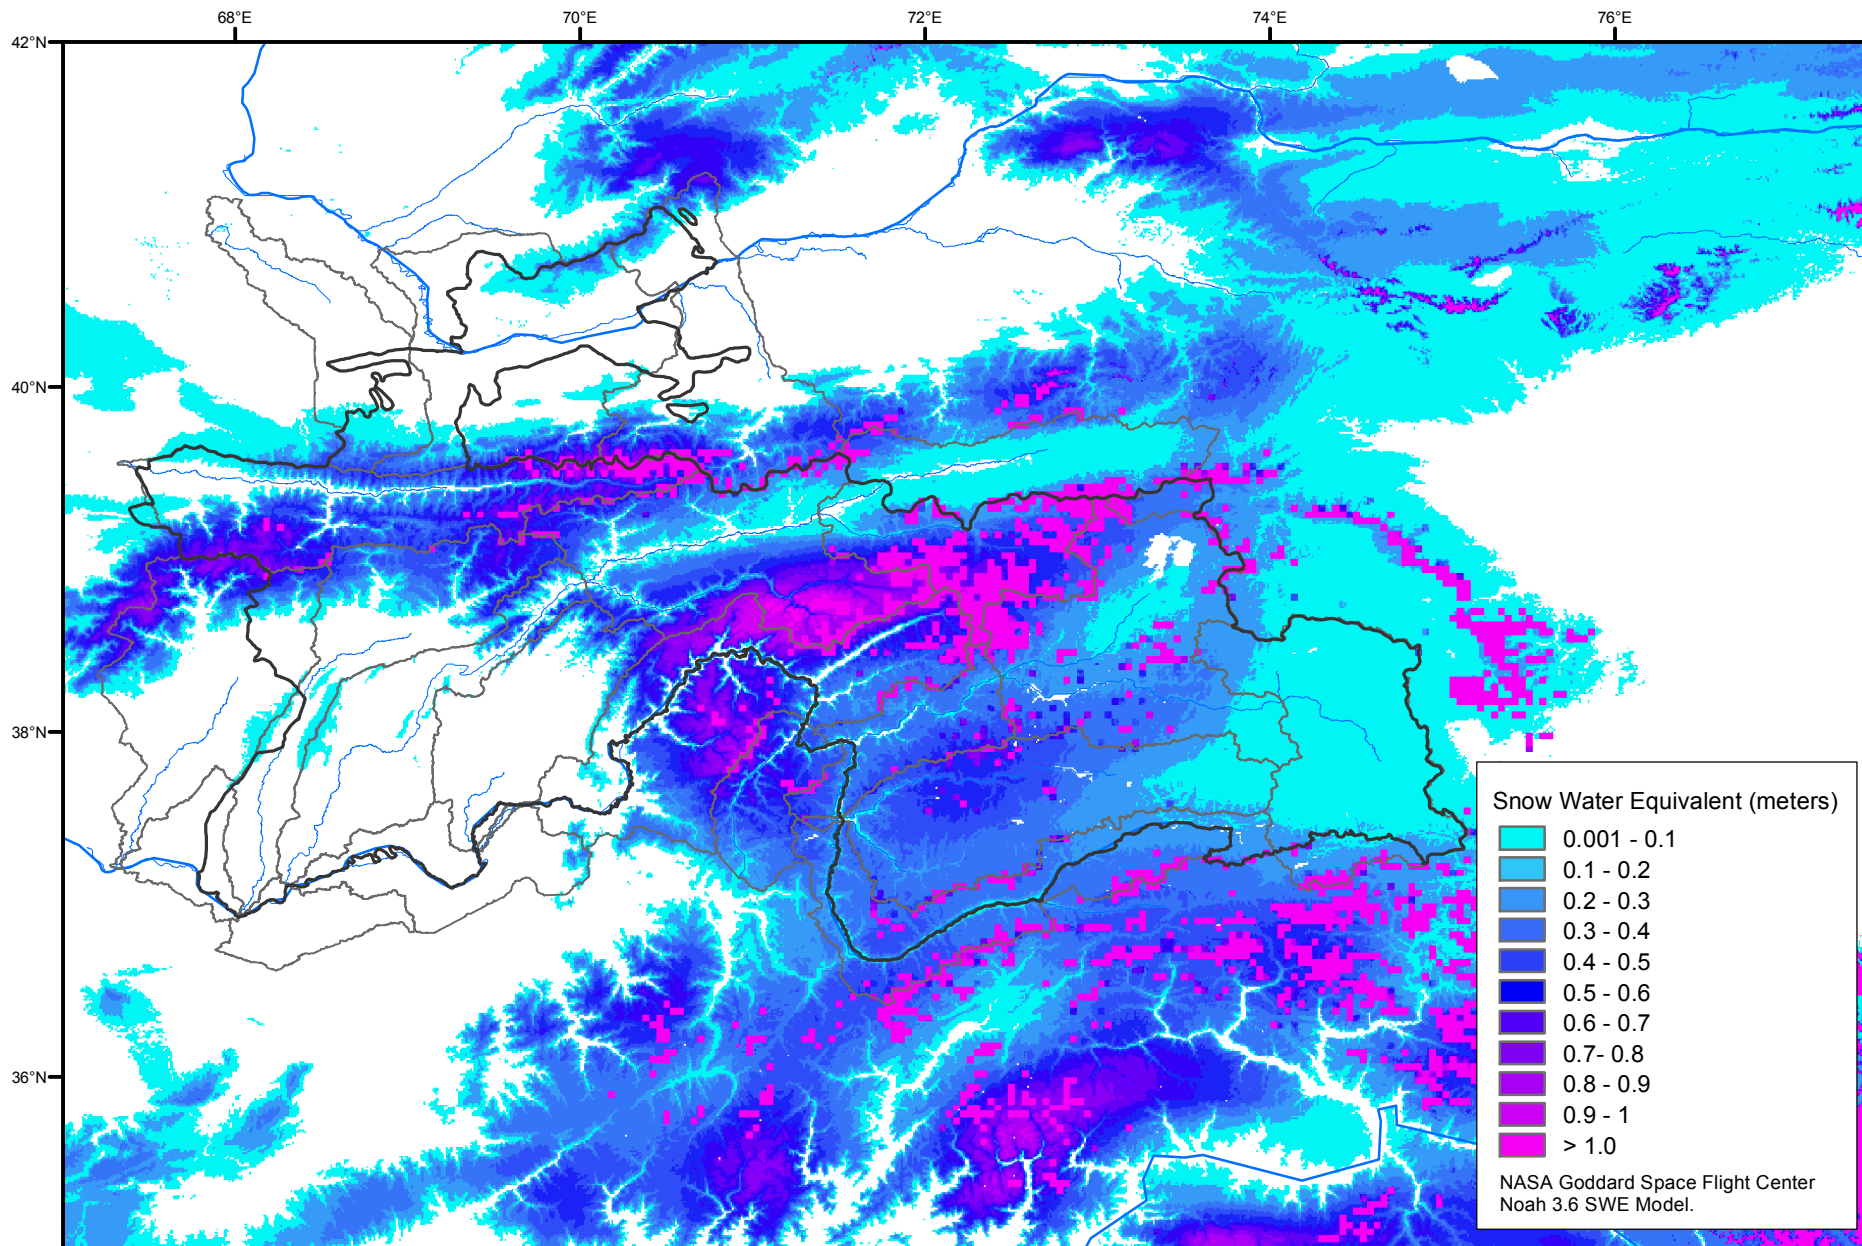 68°E 70°E 72°E 74°E 76°E
42°N
40°N
38°N
36°N
Snow Water Equivalent (meters)
0.001 - 0.1
0.1 - 0.2
0.2 - 0.3
0.3 - 0.4
0.4 - 0.5
0.5 - 0.6
0.6 - 0.7
0.7- 0.8
0.8 - 0.9
0.9 - 1
> 1.0
NASA Goddard Space Flight Center
Noah 3.6 SWE Model.